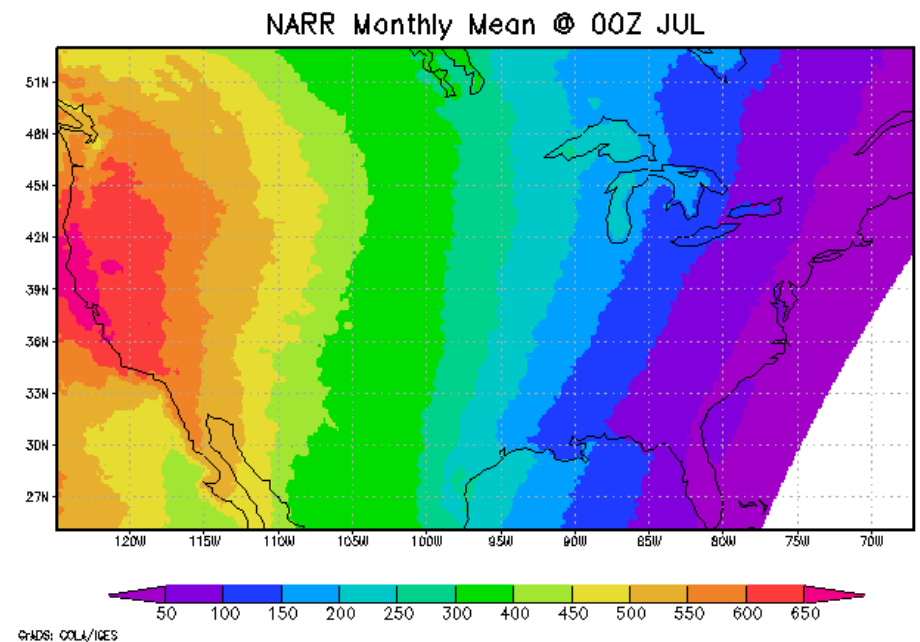 NARR Monthly Mean @ 00Z JUL
51N
48N
45N
42N
39N
36N
33N
30N
27N
120W 115W 110W 105W 100W 95W 90W 85W 80W 75W 70W
50 100 150 200 250 300 400 450 500 550 600 650
GrADS: COLA/IGES